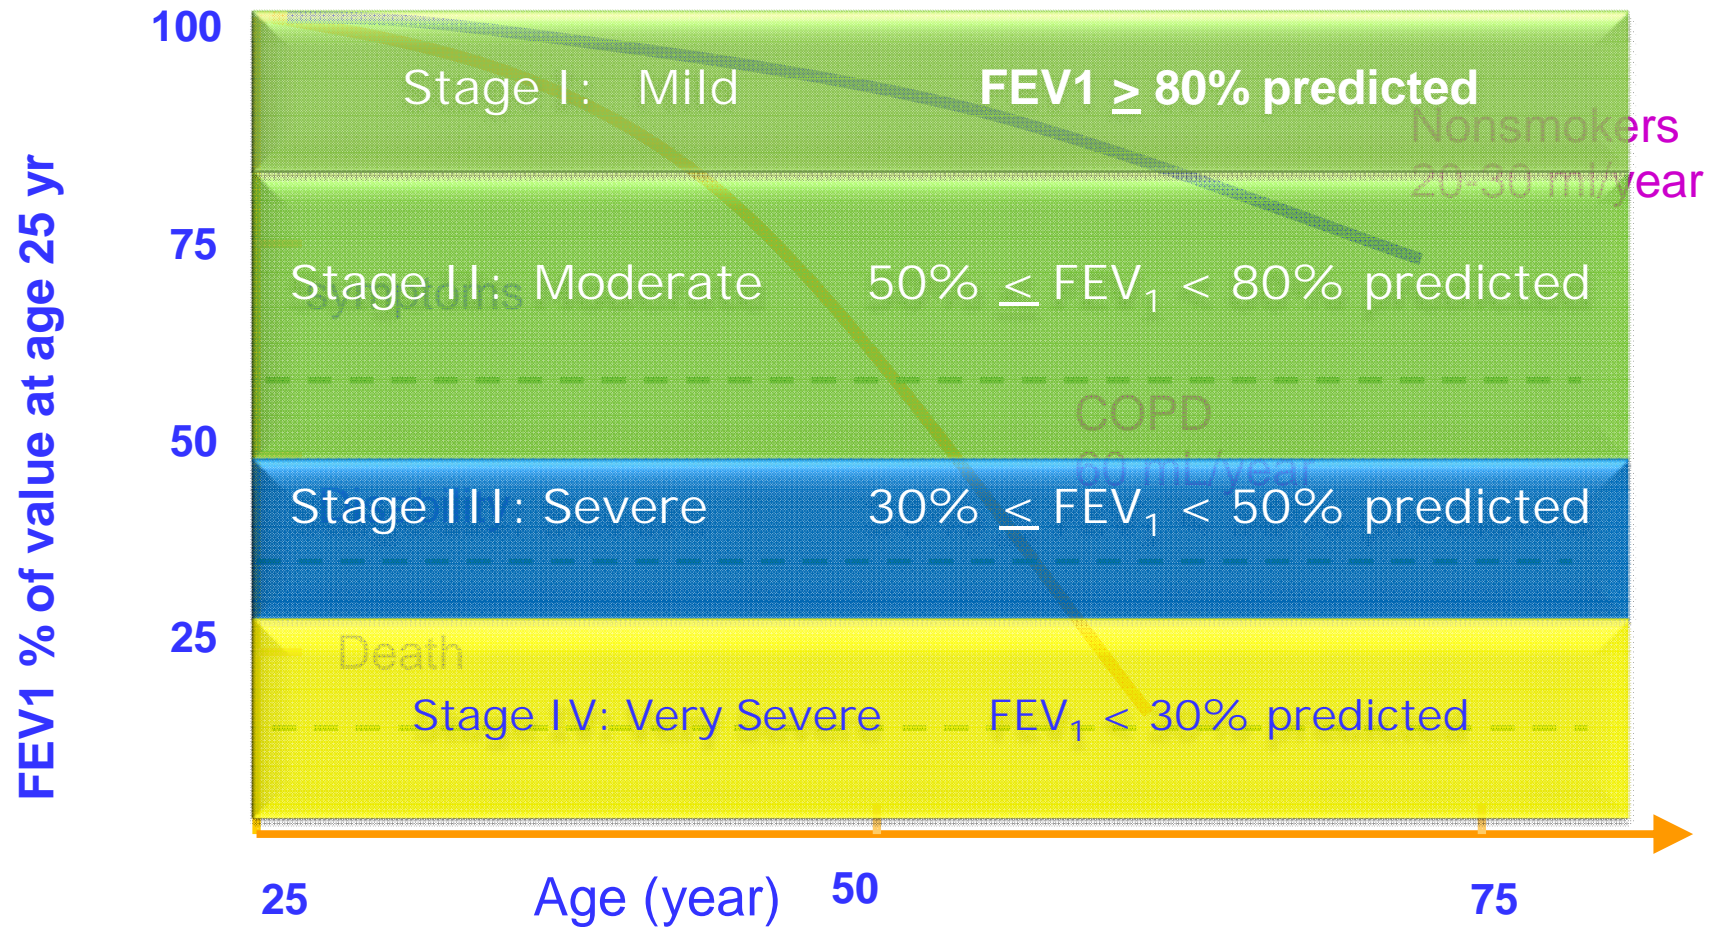 100
Stage I: Mild FEV1 ≥ 80% predicted
Nonsmokers
20-30 ml/year
75
Stage II: Moderate 50% ≤ FEV₁ < 80% predicted
symptoms
COPD
60 mL/year
50
Stage III: Severe 30% ≤ FEV₁ < 50% predicted
25
Death
Stage IV: Very Severe FEV₁ < 30% predicted
FEV1 % of value at age 25 yr
25 Age (year) 50 75